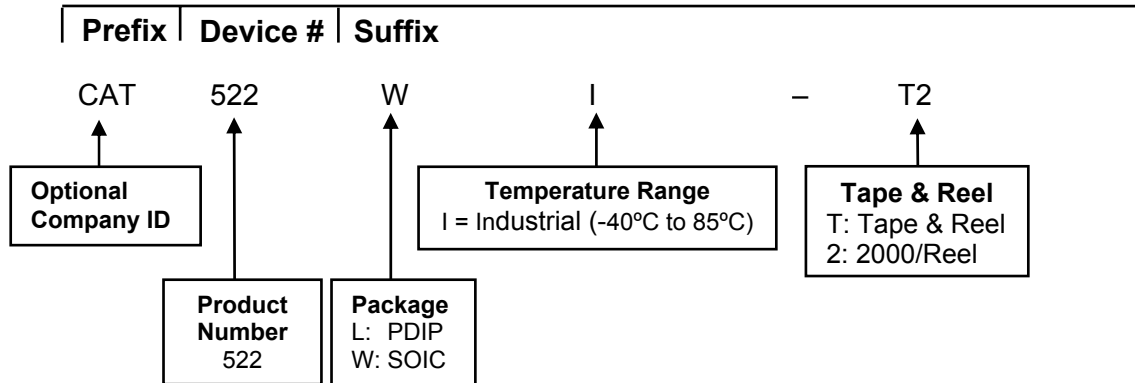 Prefix Device # Suffix
CAT 522 W I – T2
Optional
Company ID
Temperature Range
I = Industrial (-40ºC to 85ºC)
Tape & Reel
T: Tape & Reel
2: 2000/Reel
Product
Number
522
Package
L: PDIP
W: SOIC